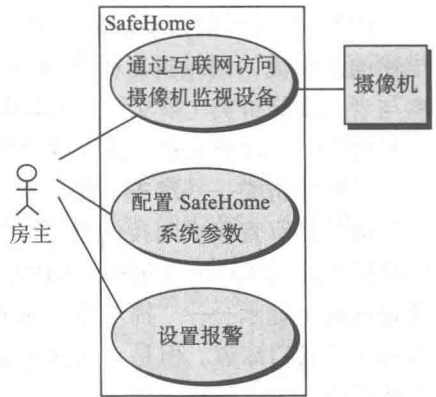 SafeHome
通过互联网访问
摄像机监视设备
摄像机
房主
配置 SafeHome
系统参数
设置报警